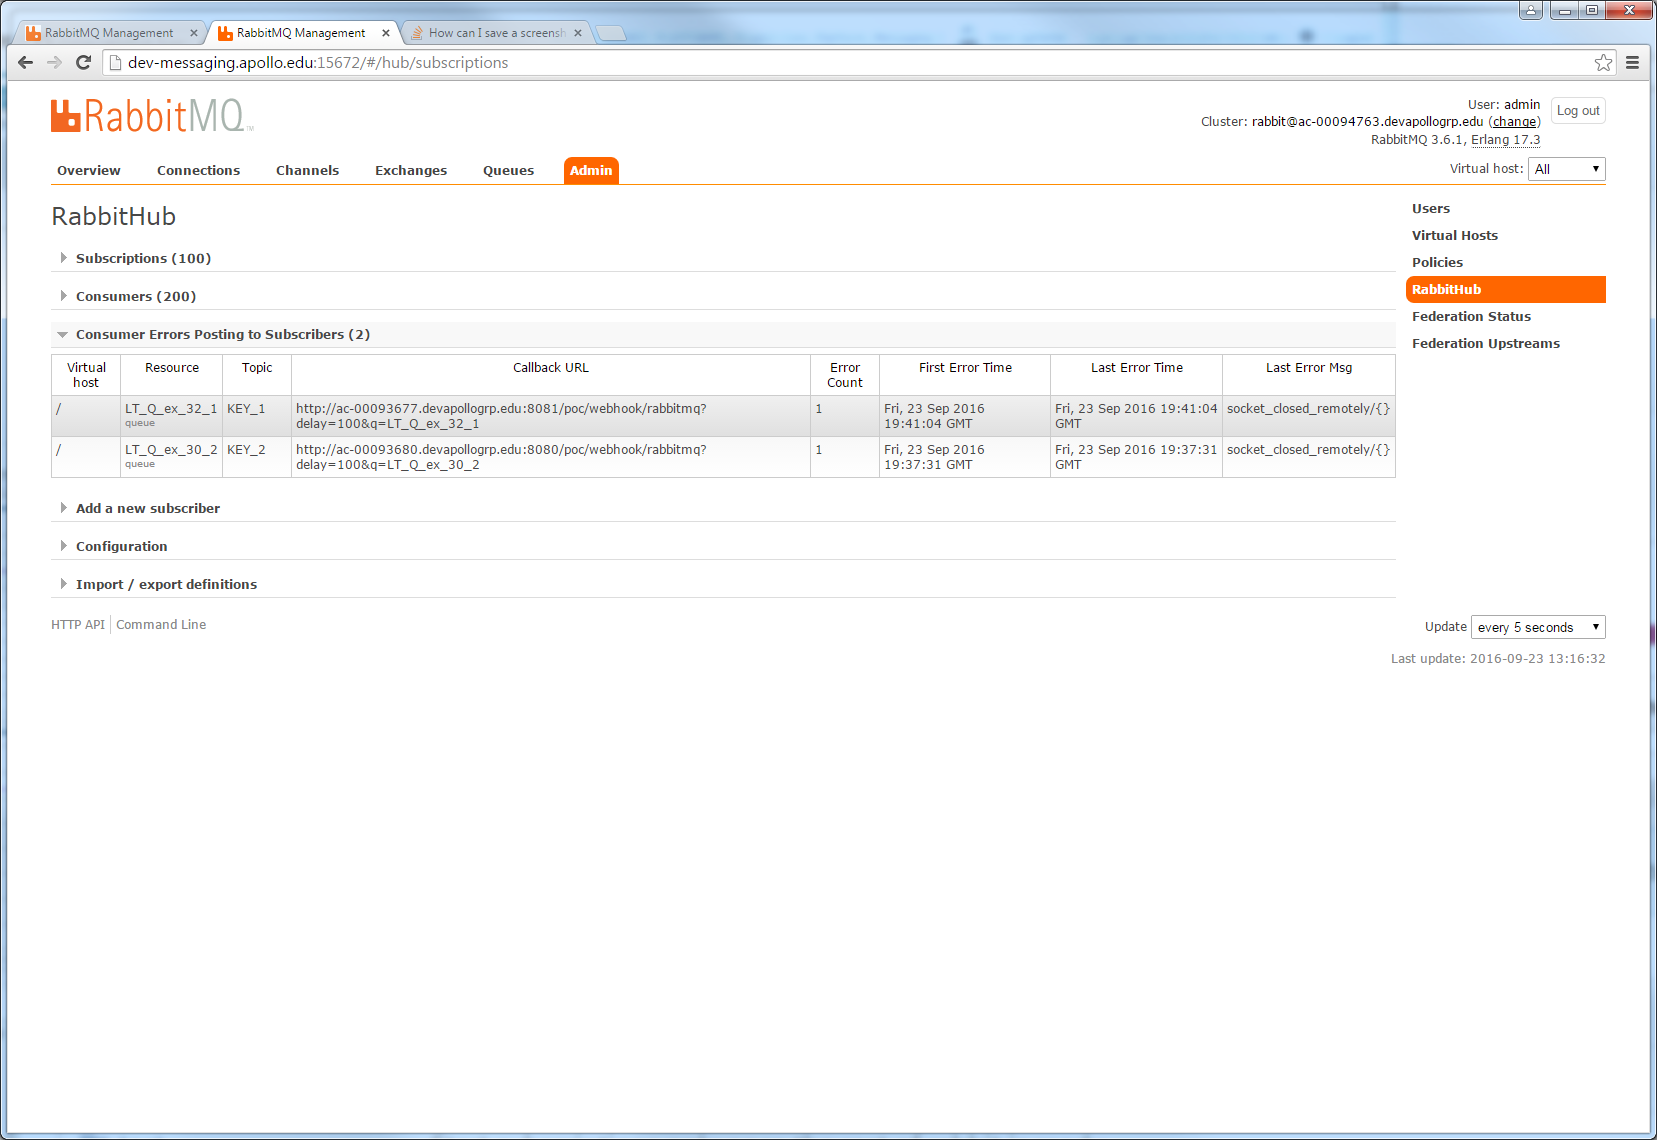 RabbitMQ Management
RabbitMQ Management
How can I save a screensh
dev-messaging.apollo.edu:15672/#/hub/subscriptions
RabbitMQ TM
User: admin
Log out
Cluster: rabbit@ac-00094763.devapollogrp.edu (change)
RabbitMQ 3.6.1, Erlang 17.3
Overview Connections Channels Exchanges Queues Admin
Virtual host: All
RabbitHub
Subscriptions (100)
Consumers (200)
Consumer Errors Posting to Subscribers (2)
Virtual host
Resource
Topic
Callback URL
Error Count
First Error Time
Last Error Time
Last Error Msg
/
LT_Q_ex_32_1
queue
KEY_1
http://ac-00093677.devapollogrp.edu:8081/poc/webhook/rabbitmq?
delay=100&q=LT_Q_ex_32_1
1
Fri, 23 Sep 2016
19:41:04 GMT
Fri, 23 Sep 2016 19:41:04
GMT
socket_closed_remotely/{}
/
LT_Q_ex_30_2
queue
KEY_2
http://ac-00093680.devapollogrp.edu:8080/poc/webhook/rabbitmq?
delay=100&q=LT_Q_ex_30_2
1
Fri, 23 Sep 2016
19:37:31 GMT
Fri, 23 Sep 2016 19:37:31
GMT
socket_closed_remotely/{}
Add a new subscriber
Configuration
Import / export definitions
Users
Virtual Hosts
Policies
RabbitHub
Federation Status
Federation Upstreams
HTTP API Command Line
Update every 5 seconds
Last update: 2016-09-23 13:16:32